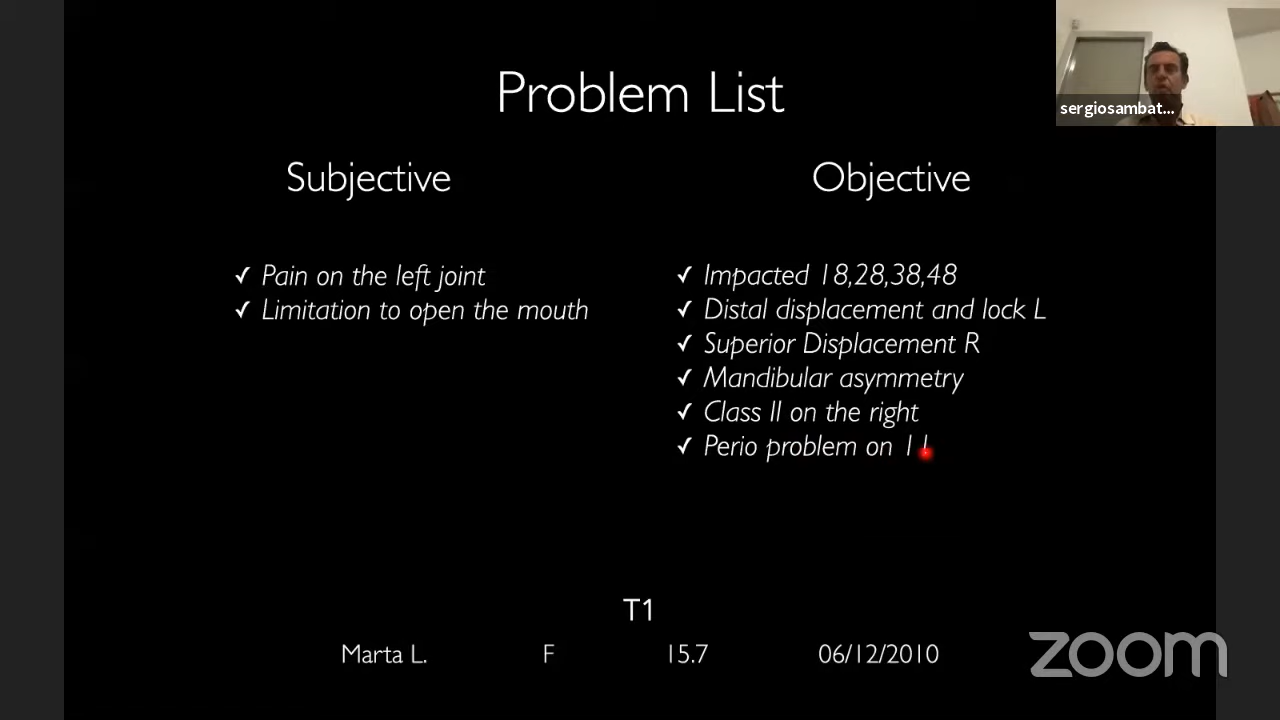 Problem List
sergiosambat...
Subjective
Objective
✓ Pain on the left joint
✓ Limitation to open the mouth
✓ Impacted 18,28,38,48
✓ Distal displacement and lock L
✓ Superior Displacement R
✓ Mandibular asymmetry
✓ Class II on the right
✓ Perio problem on 11
T1
Marta L. F 15.7 06/12/2010
zoom